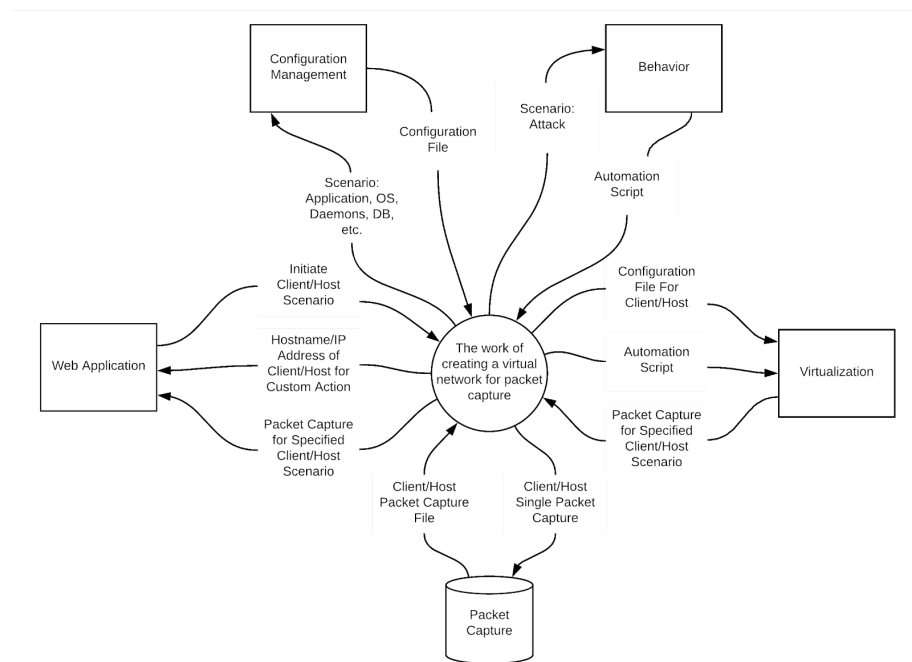 Configuration
Management
Behavior
Configuration
File
Scenario:
Attack
Automation
Script
Scenario:
Application, OS,
Daemons, DB,
etc.
Initiate
Client/Host
Scenario
Configuration
File For
Client/Host
Web Application
Hostname/IP
Address of
Client/Host for
Custom Action
The work of
creating a virtual
network for packet
capture
Automation
Script
Virtualization
Packet Capture
for Specified
Client/Host
Scenario
Packet Capture
for Specified
Client/Host
Scenario
Client/Host
Packet Capture
File
Client/Host
Single Packet
Capture
Packet
Capture